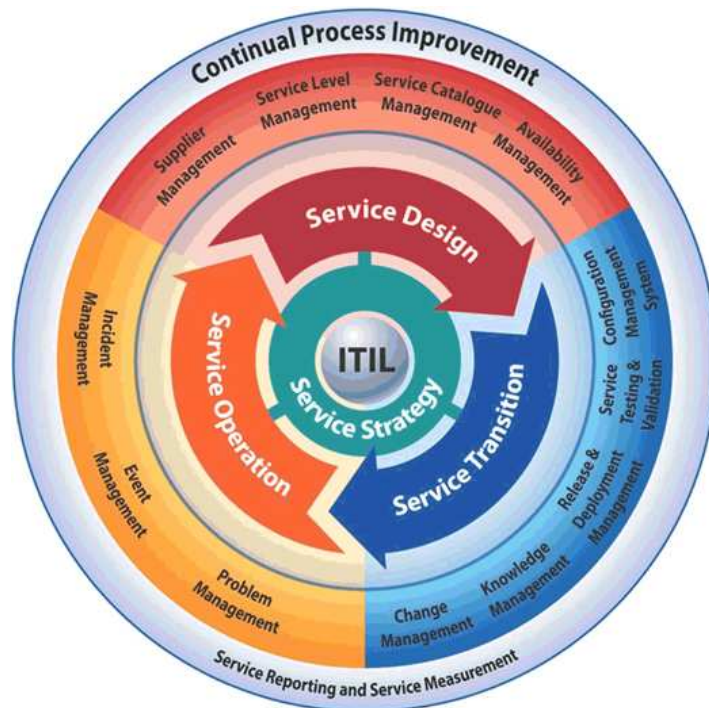 Continual Process Improvement
Supplier
Management
Service Level
Management
Service Catalogue
Management
Availability
Management
Configuration
Management
System
Service
Testing &
Validation
Release &
Deployment
Management
Knowledge
Management
Change
Management
Problem
Management
Event
Management
Incident
Management
Service Design
Service Transition
Service Operation
Service Strategy
ITIL
Service Reporting and Service Measurement